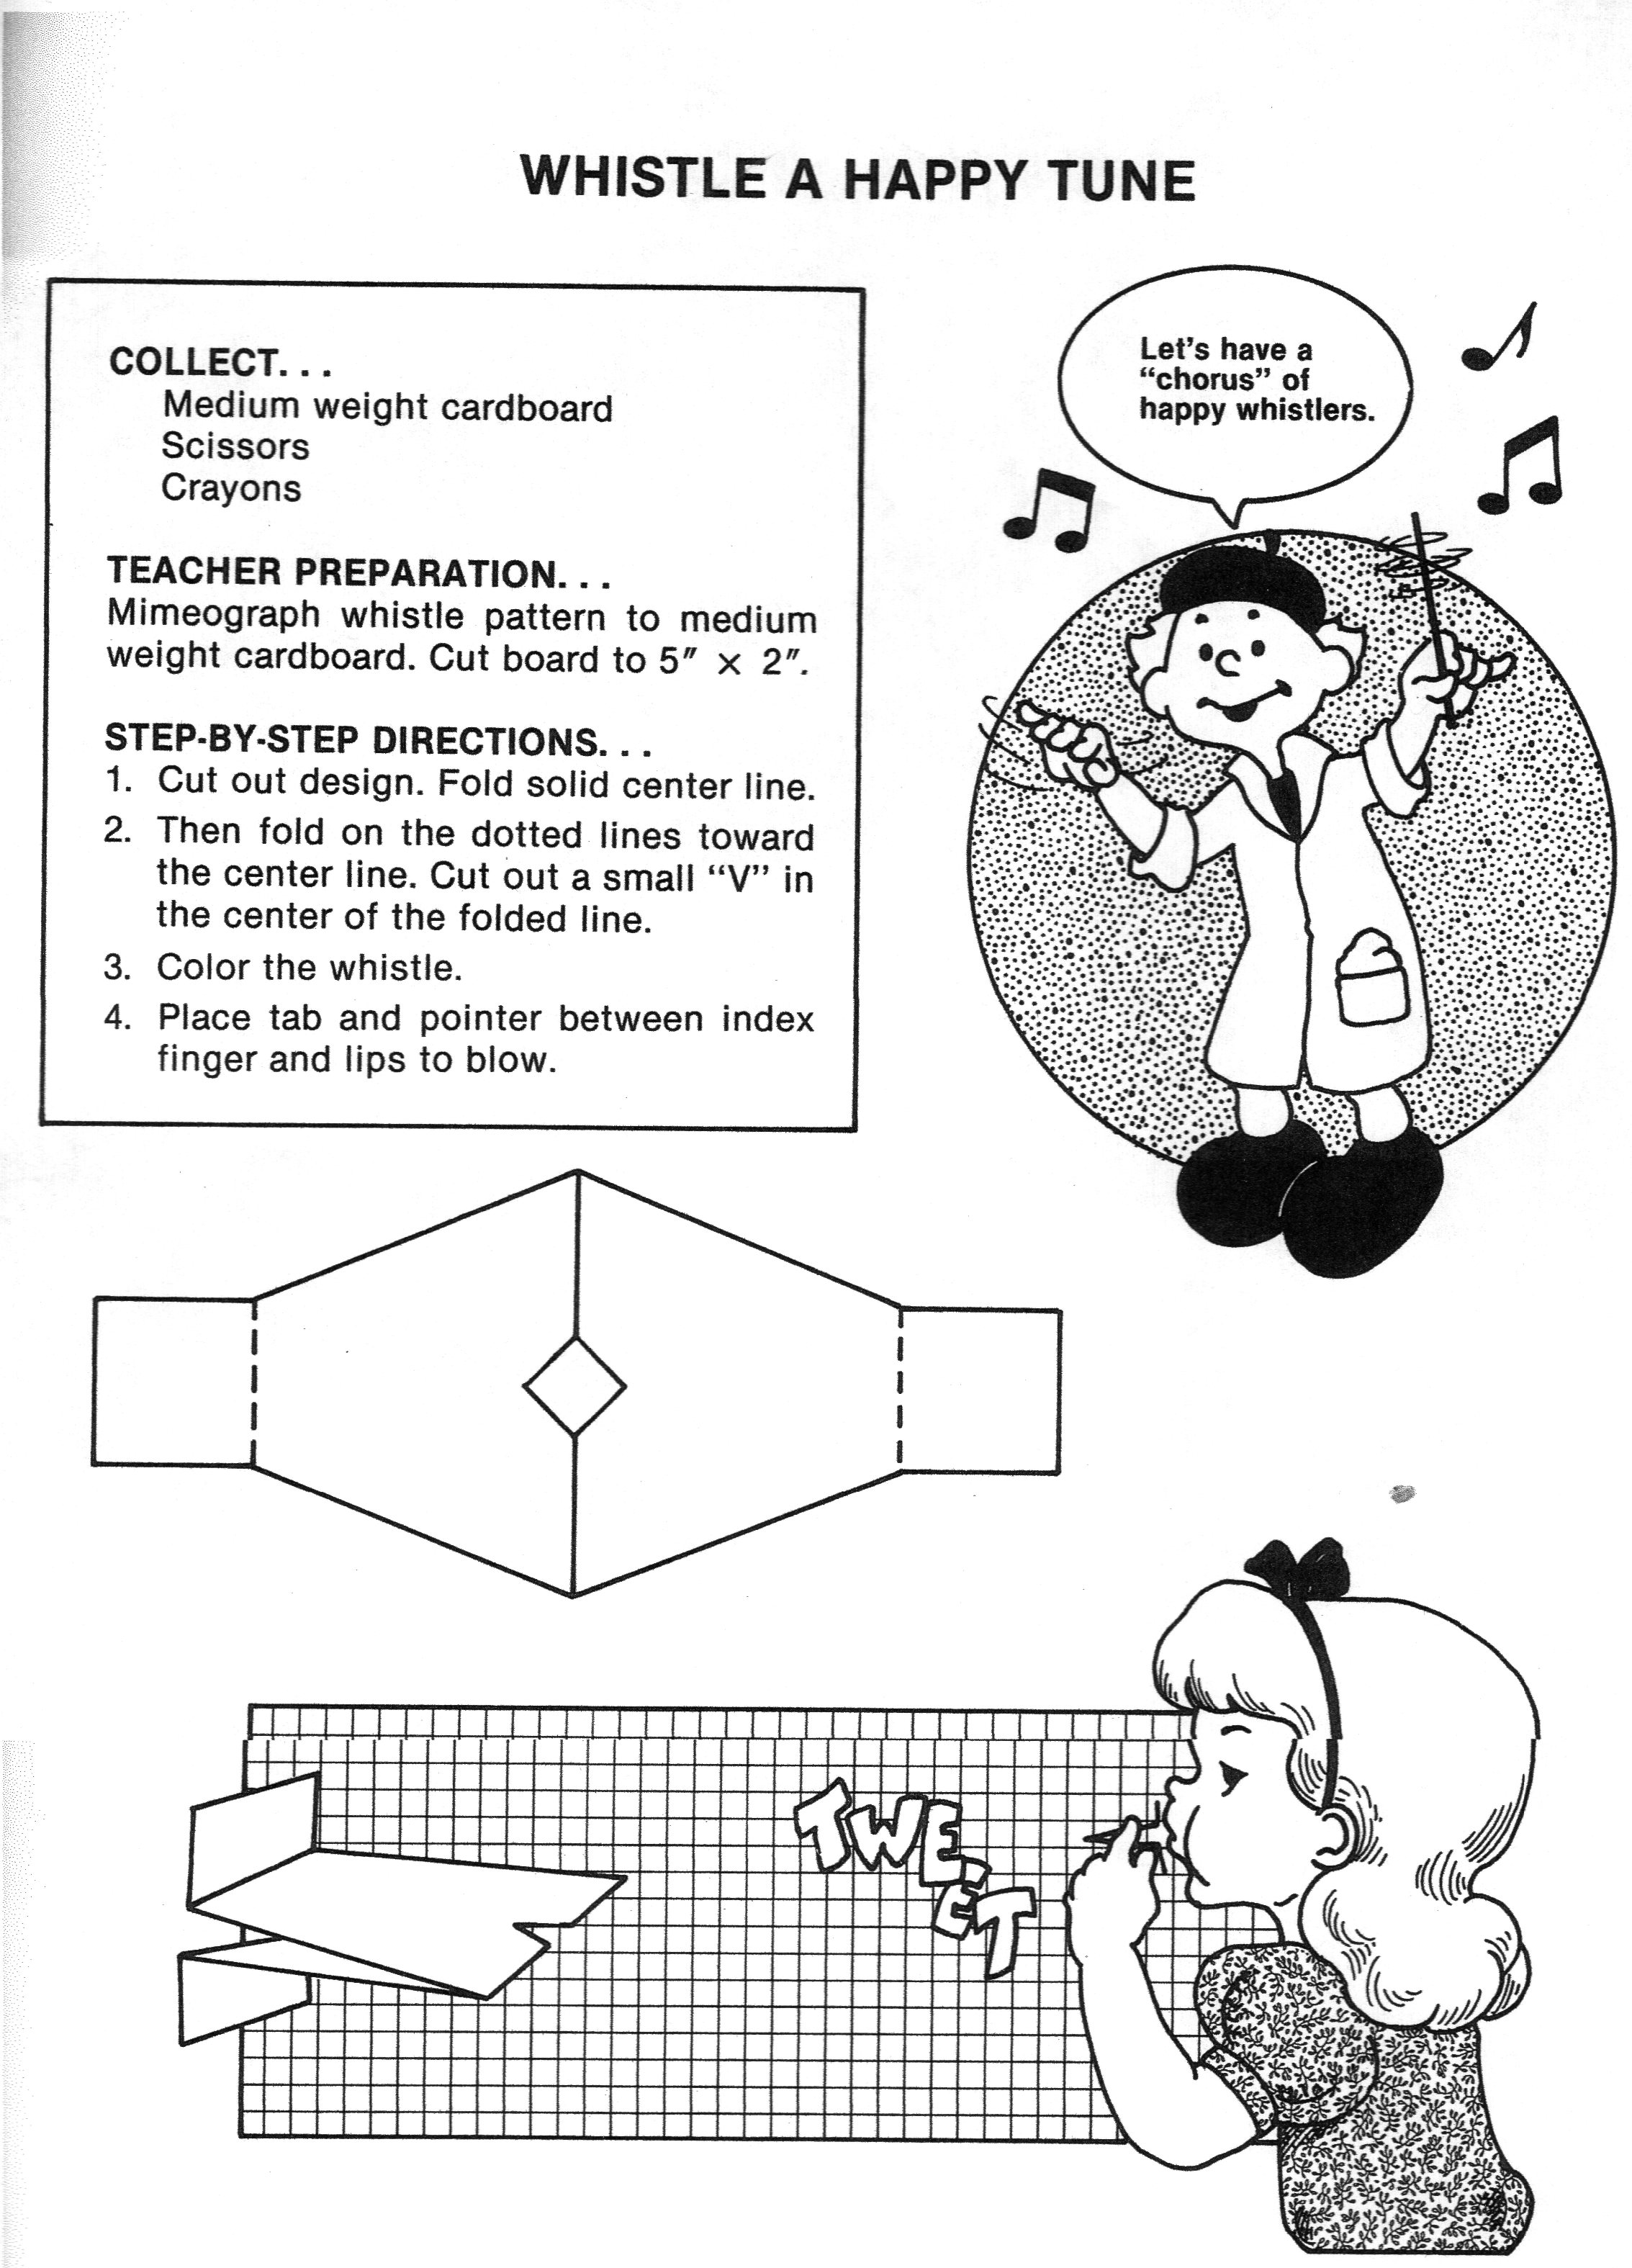 WHISTLE A HAPPY TUNE
COLLECT. . .
Medium weight cardboard
Scissors
Crayons
TEACHER PREPARATION. . .
Mimeograph whistle pattern to medium
weight cardboard. Cut board to 5″ × 2″.
STEP-BY-STEP DIRECTIONS. . .
1. Cut out design. Fold solid center line.
2. Then fold on the dotted lines toward
the center line. Cut out a small “V” in
the center of the folded line.
3. Color the whistle.
4. Place tab and pointer between index
finger and lips to blow.
Let’s have a
“chorus” of
happy whistlers.
TWEET